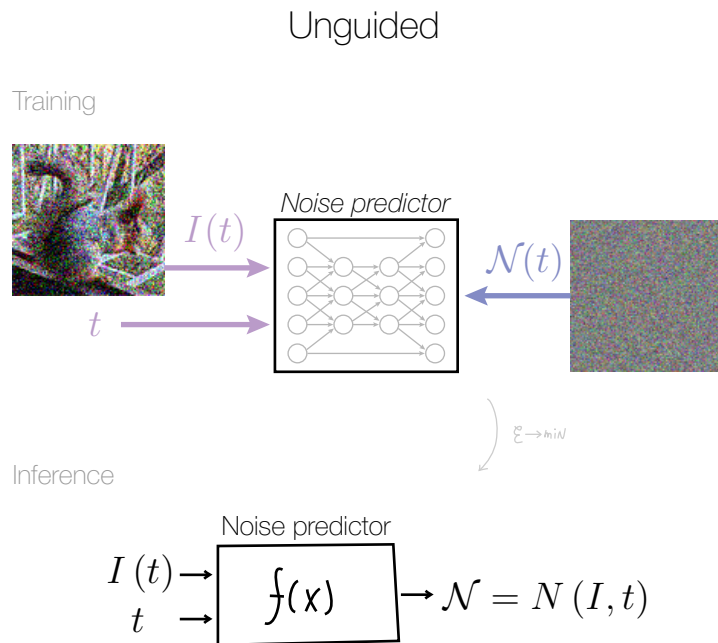 Unguided
Training
Noise predictor
I(t)
𝒩(t)
t
ε→min
Inference
Noise predictor
I (t)
f(x)
𝒩 = N (I, t)
t